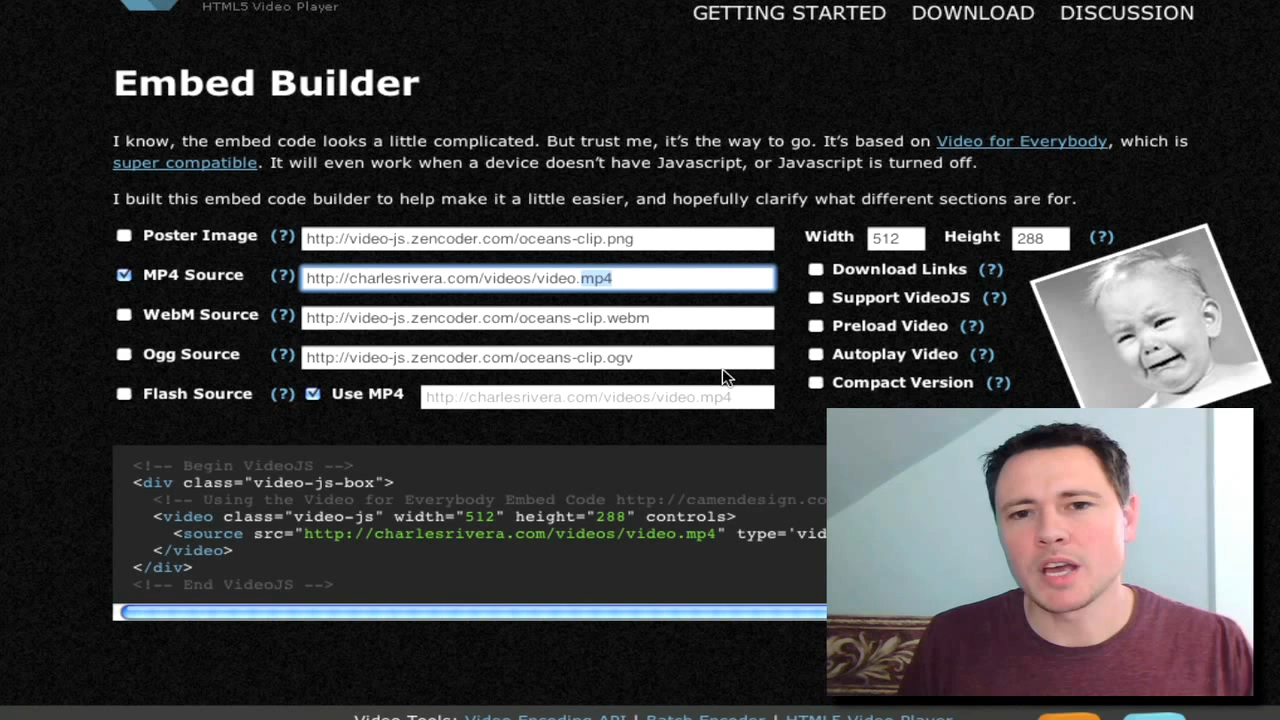 HTML5 Video Player
GETTING STARTED DOWNLOAD DISCUSSION
Embed Builder
I know, the embed code looks a little complicated. But trust me, it's the way to go. It's based on Video for Everybody, which is
super compatible. It will even work when a device doesn't have Javascript, or Javascript is turned off.
I built this embed code builder to help make it a little easier, and hopefully clarify what different sections are for.
Poster Image (?) http://video-js.zencoder.com/oceans-clip.png
MP4 Source (?) http://charlesrivera.com/videos/video.mp4
WebM Source (?) http://video-js.zencoder.com/oceans-clip.webm
Ogg Source (?) http://video-js.zencoder.com/oceans-clip.ogv
Flash Source (?) Use MP4 http://charlesrivera.com/videos/video.mp4
Width 512 Height 288 (?)
Download Links (?)
Support VideoJS (?)
Preload Video (?)
Autoplay Video (?)
Compact Version (?)
<!-- Begin VideoJS -->
<div class="video-js-box">
<!-- Using the Video for Everybody Embed Code http://camendesign.co
<video class="video-js" width="512" height="288" controls>
<source src="http://charlesrivera.com/videos/video.mp4" type='vid
</video>
</div>
<!-- End VideoJS -->
Video Tools: Video Encoding API | Batch Encoder | HTML5 Video Player